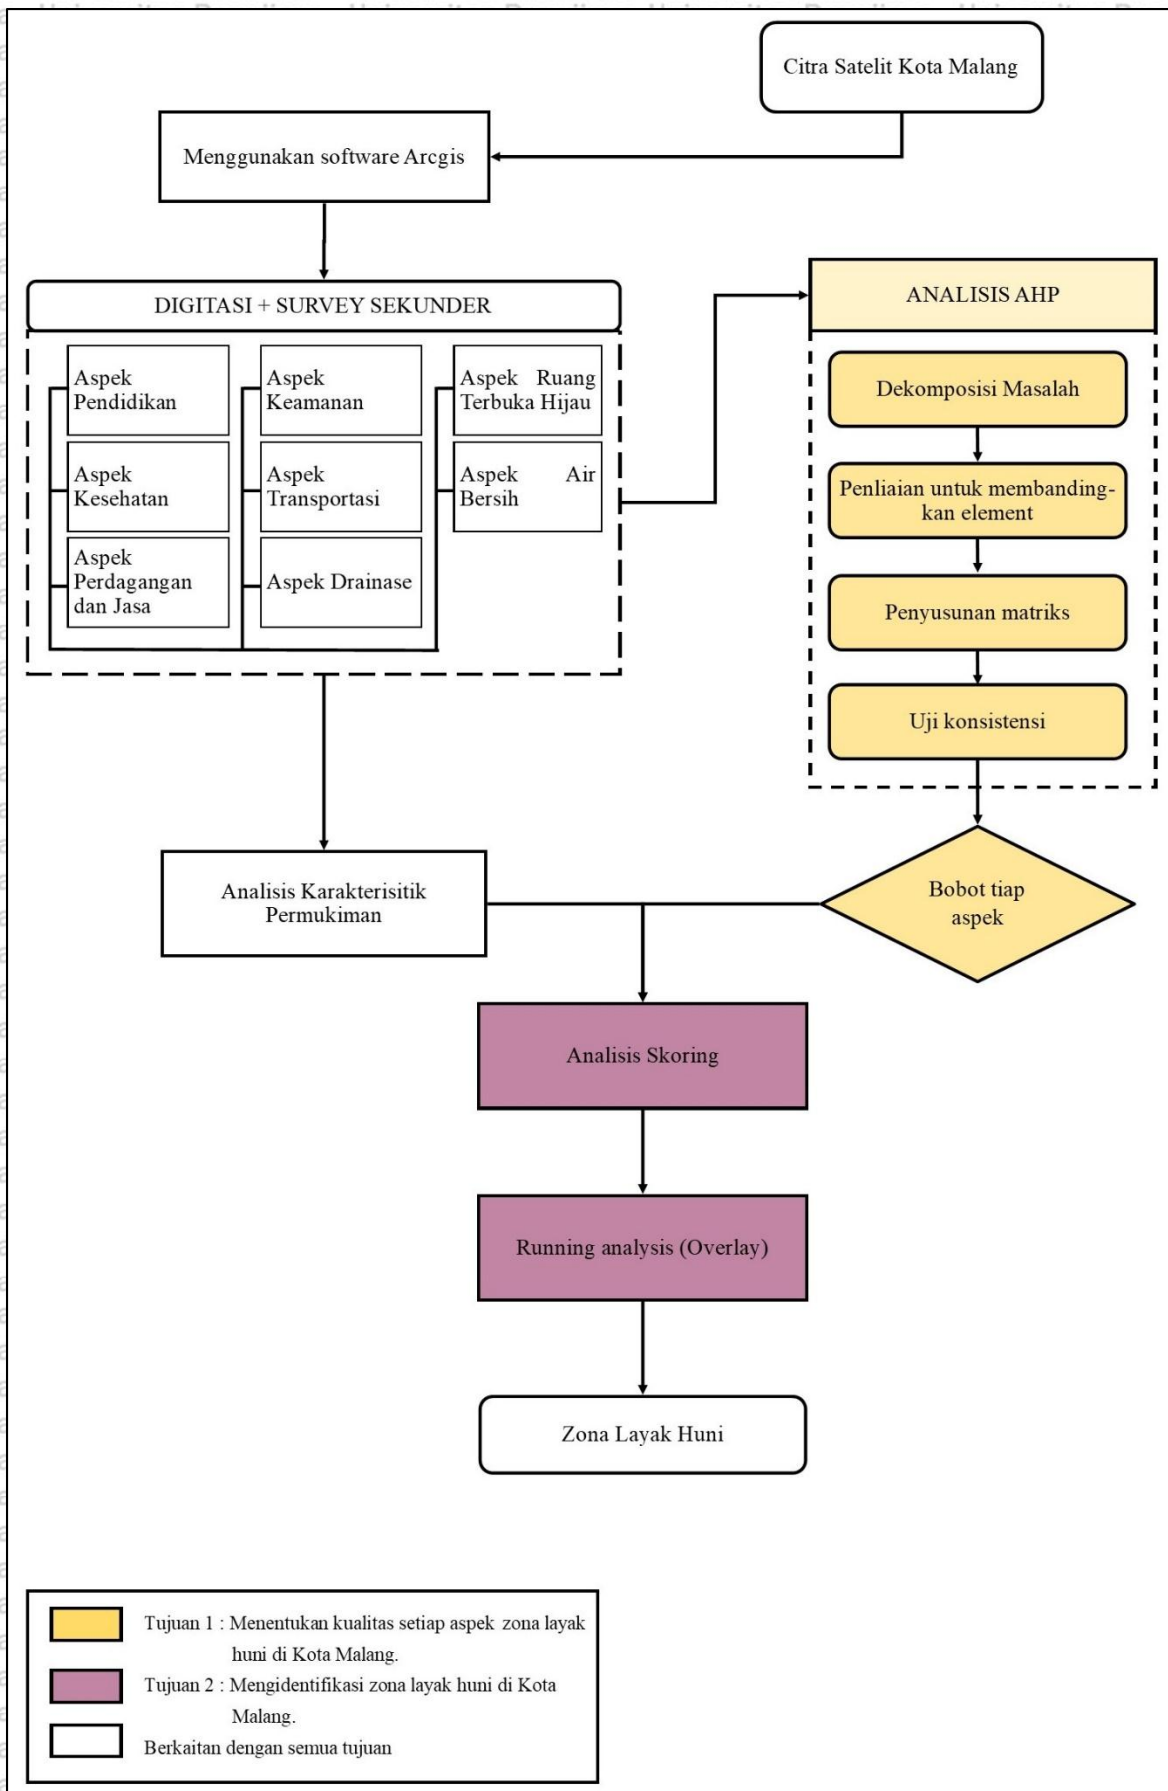 Citra Satelit Kota Malang
Menggunakan software Arcgis
DIGITASI + SURVEY SEKUNDER
Aspek
Pendidikan
Aspek
Kesehatan
Aspek
Perdagangan
dan Jasa
Aspek
Keamanan
Aspek
Transportasi
Aspek Drainase
Aspek Ruang
Terbuka Hijau
Aspek Air
Bersih
ANALISIS AHP
Dekomposisi Masalah
Penliaian untuk membanding-
kan element
Penyusunan matriks
Uji konsistensi
Analisis Karakterisitik
Permukiman
Bobot tiap
aspek
Analisis Skoring
Running analysis (Overlay)
Zona Layak Huni
Tujuan 1 : Menentukan kualitas setiap aspek zona layak
huni di Kota Malang.
Tujuan 2 : Mengidentifikasi zona layak huni di Kota
Malang.
Berkaitan dengan semua tujuan